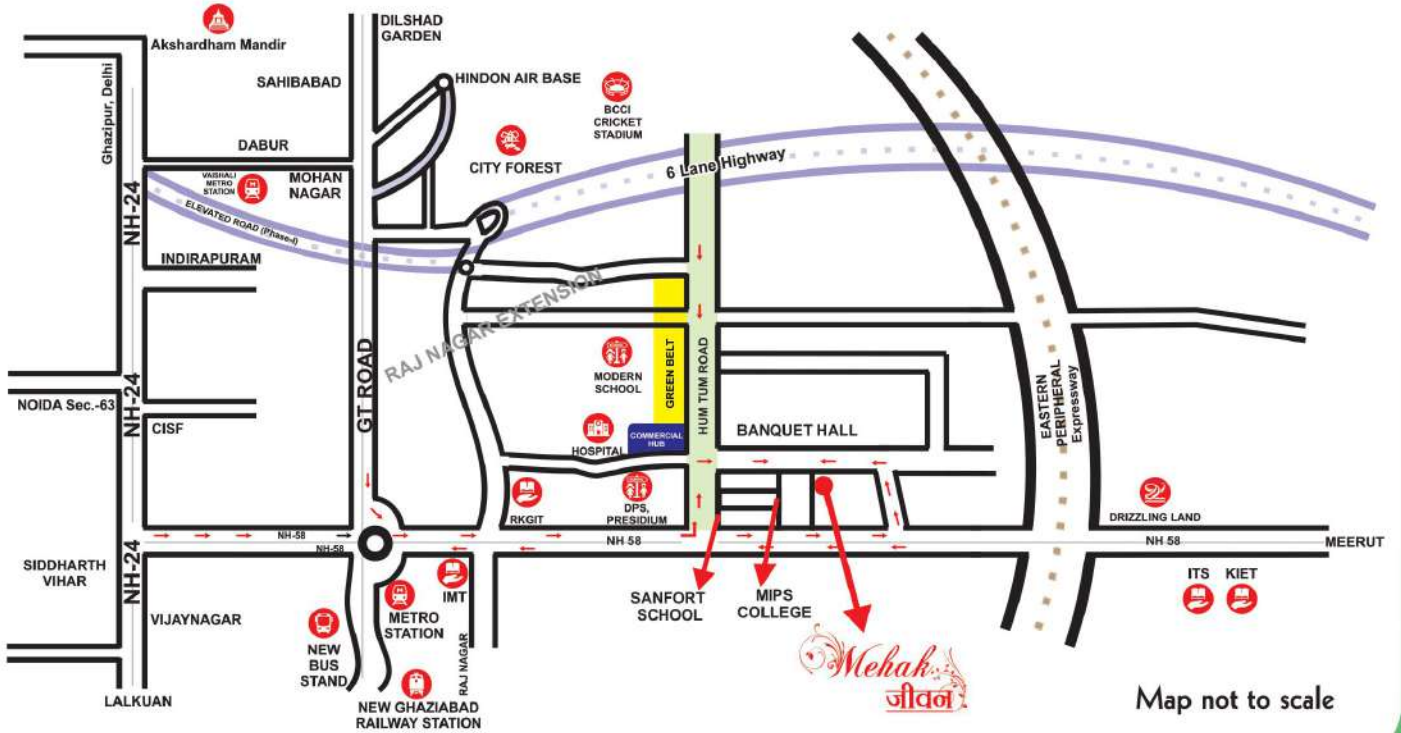 DILSHAD
GARDEN
Akshardham Mandir
Ghazipur, Delhi
SAHIBABAD
HINDON AIR BASE
BCCI
CRICKET
STADIUM
DABUR
CITY FOREST
6 Lane Highway
VAISHALI
METRO
STATION
MOHAN
NAGAR
NH-24
ELEVATED ROAD (Phase-I)
INDIRAPURAM
RAJ NAGAR EXTENSION
GT ROAD
MODERN
SCHOOL
GREEN BELT
HUM TUM ROAD
EASTERN
PERIPHERAL
Expressway
NOIDA Sec.-63
NH-24
CISF
HOSPITAL
COMMERCIAL
HUB
BANQUET HALL
RKGIT
DPS,
PRESIDIUM
DRIZZLING LAND
NH-58
NH-58
NH 58
NH 58
MEERUT
SIDDHARTH
VIHAR
NH-24
VIJAYNAGAR
IMT
METRO
STATION
NEW
BUS
STAND
RAJ NAGAR
SANFORT
SCHOOL
MIPS
COLLEGE
ITS
KIET
Mehak
जीवन
LALKUAN
NEW GHAZIABAD
RAILWAY STATION
Map not to scale